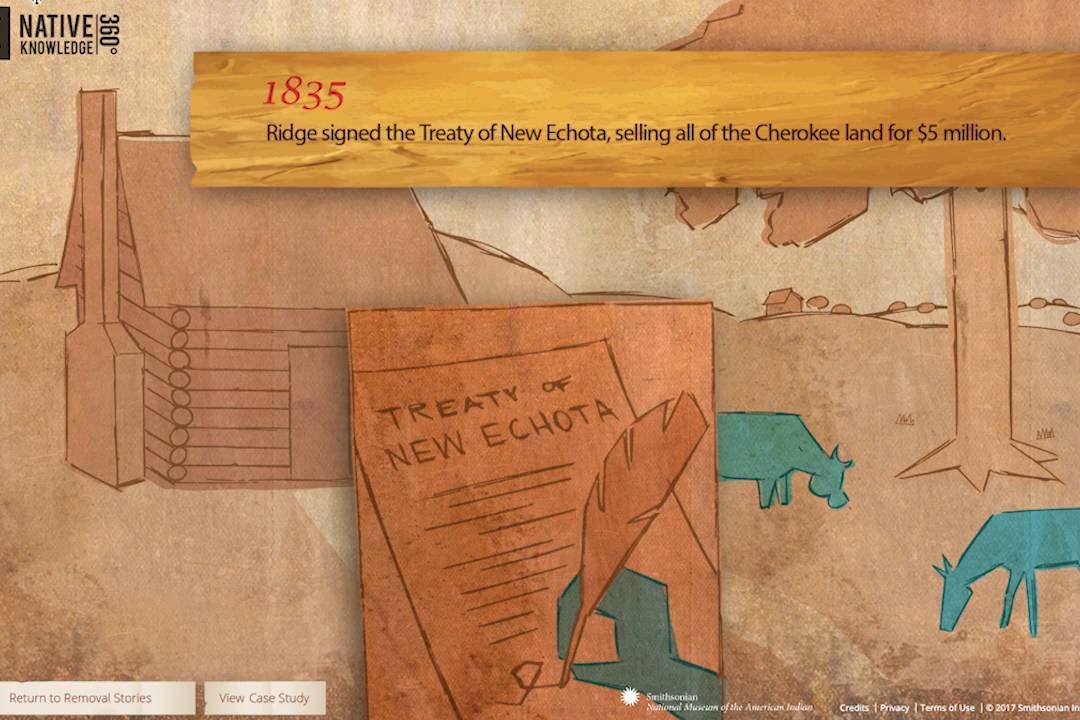 NATIVE
KNOWLEDGE
360°
1835
Ridge signed the Treaty of New Echota, selling all of the Cherokee land for $5 million.
TREATY OF
NEW ECHOTA
Return to Removal Stories
View Case Study
Smithsonian
National Museum of the American Indian
Credits | Privacy | Terms of Use | © 2017 Smithsonian In